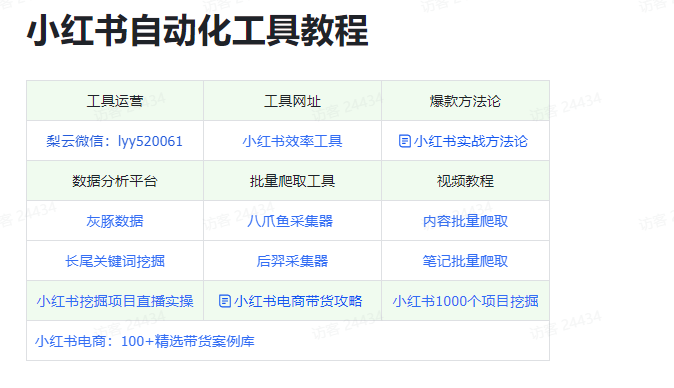 小红书自动化工具教程
工具运营 工具网址 爆款方法论
梨云微信：lyy520061 小红书效率工具 小红书实战方法论
数据分析平台 批量爬取工具 视频教程
灰豚数据 八爪鱼采集器 内容批量爬取
长尾关键词挖掘 后羿采集器 笔记批量爬取
小红书挖掘项目直播实操 小红书电商带货攻略 小红书1000个项目挖掘
小红书电商：100+精选带货案例库
访客 24434